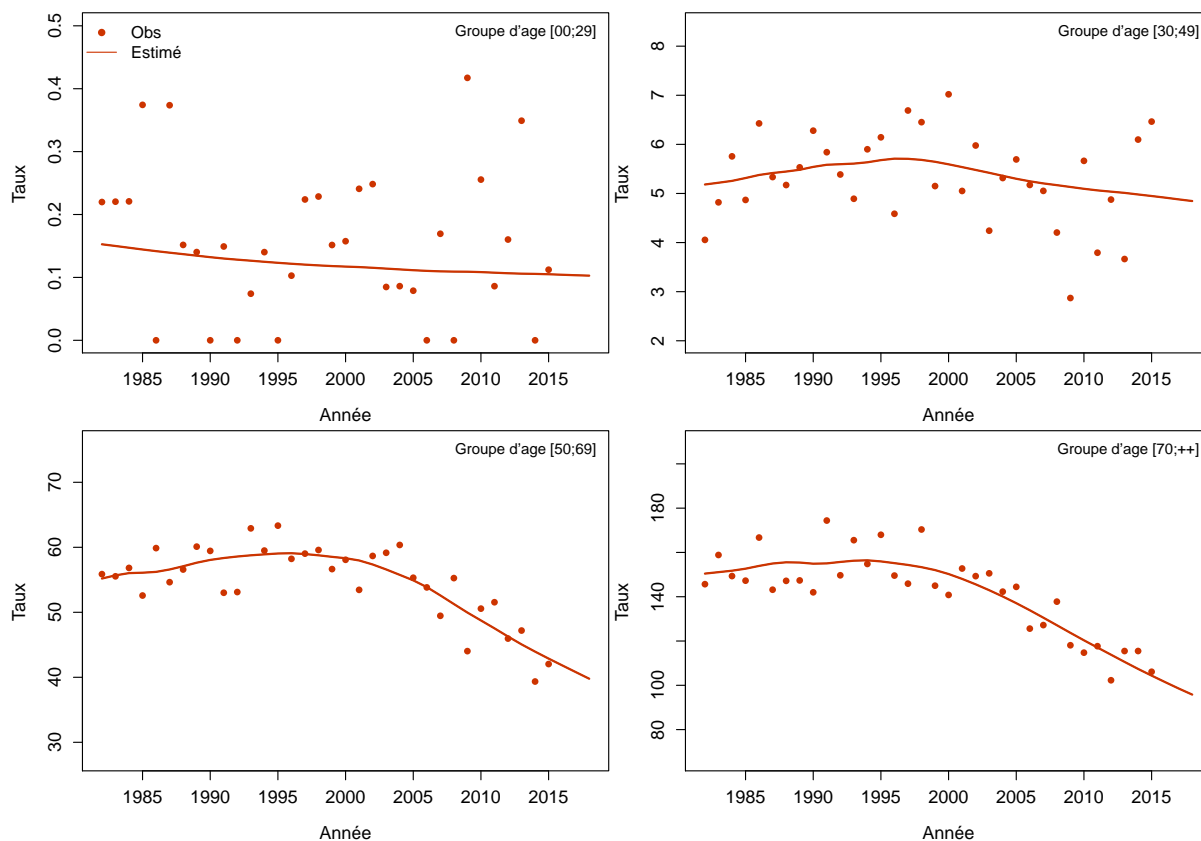 Groupe d'age [00;29]
Obs
Estimé
Taux
0.5
0.4
0.3
0.2
0.1
0.0
1985 1990 1995 2000 2005 2010 2015
Année
Groupe d'age [30;49]
Taux
8
7
6
5
4
3
2
1985 1990 1995 2000 2005 2010 2015
Année
Groupe d'age [50;69]
Taux
70
60
50
40
30
1985 1990 1995 2000 2005 2010 2015
Année
Groupe d'age [70;++]
Taux
180
140
100
80
1985 1990 1995 2000 2005 2010 2015
Année